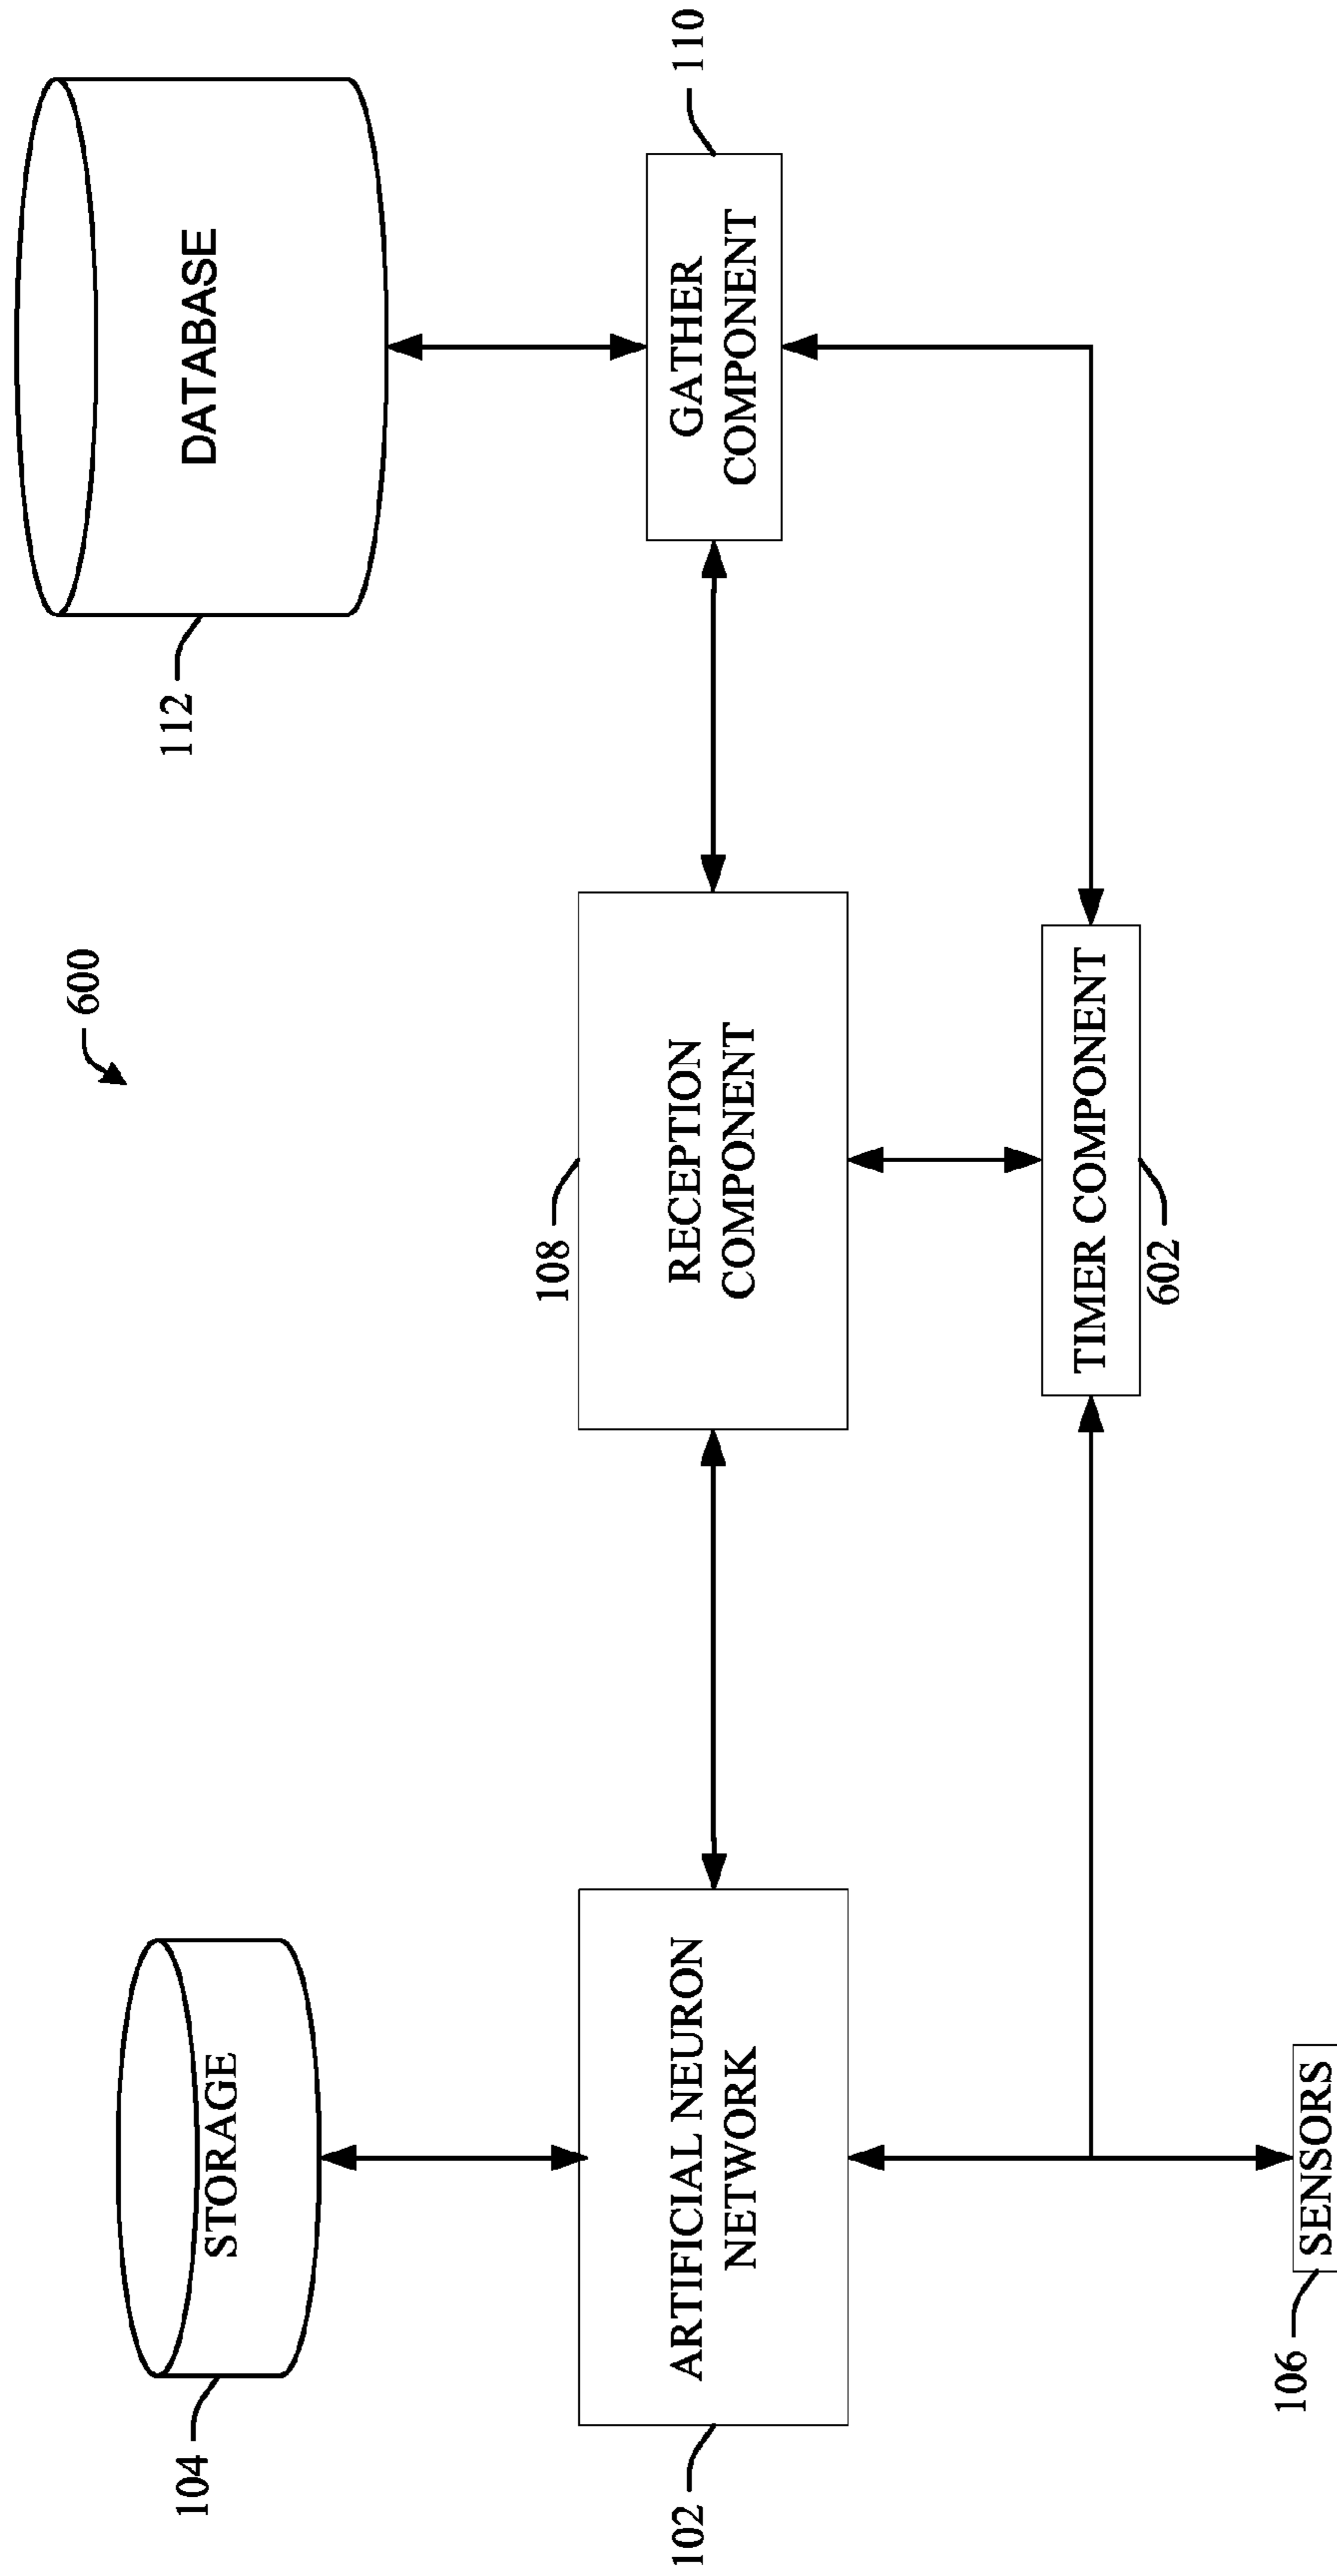 600
104
STORAGE
112
DATABASE
102
ARTIFICIAL NEURON
NETWORK
108
RECEPTION
COMPONENT
GATHER
COMPONENT
110
TIMER COMPONENT
602
106
SENSORS